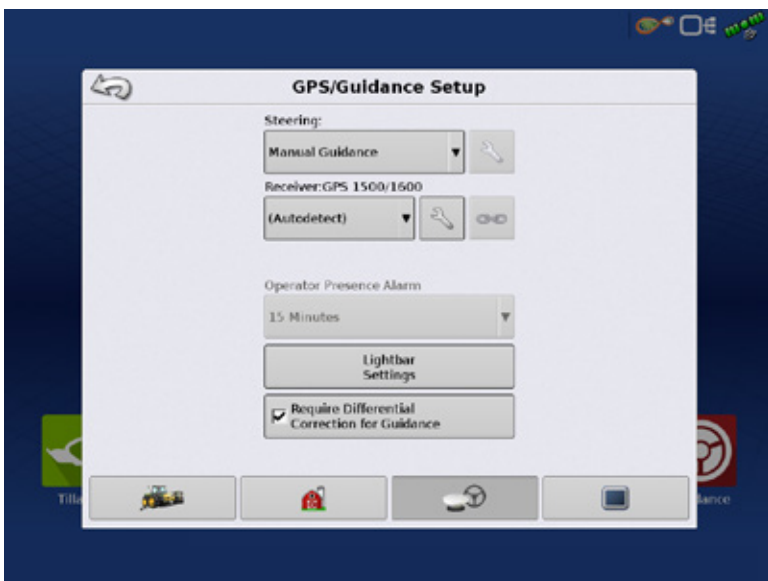 GPS/Guidance Setup
Steering:
Manual Guidance
Receiver:GPS 1500/1600
(Autodetect)
Operator Presence Alarm
15 Minutes
Lightbar
Settings
Require Differential
Correction for Guidance
Tilla
dance